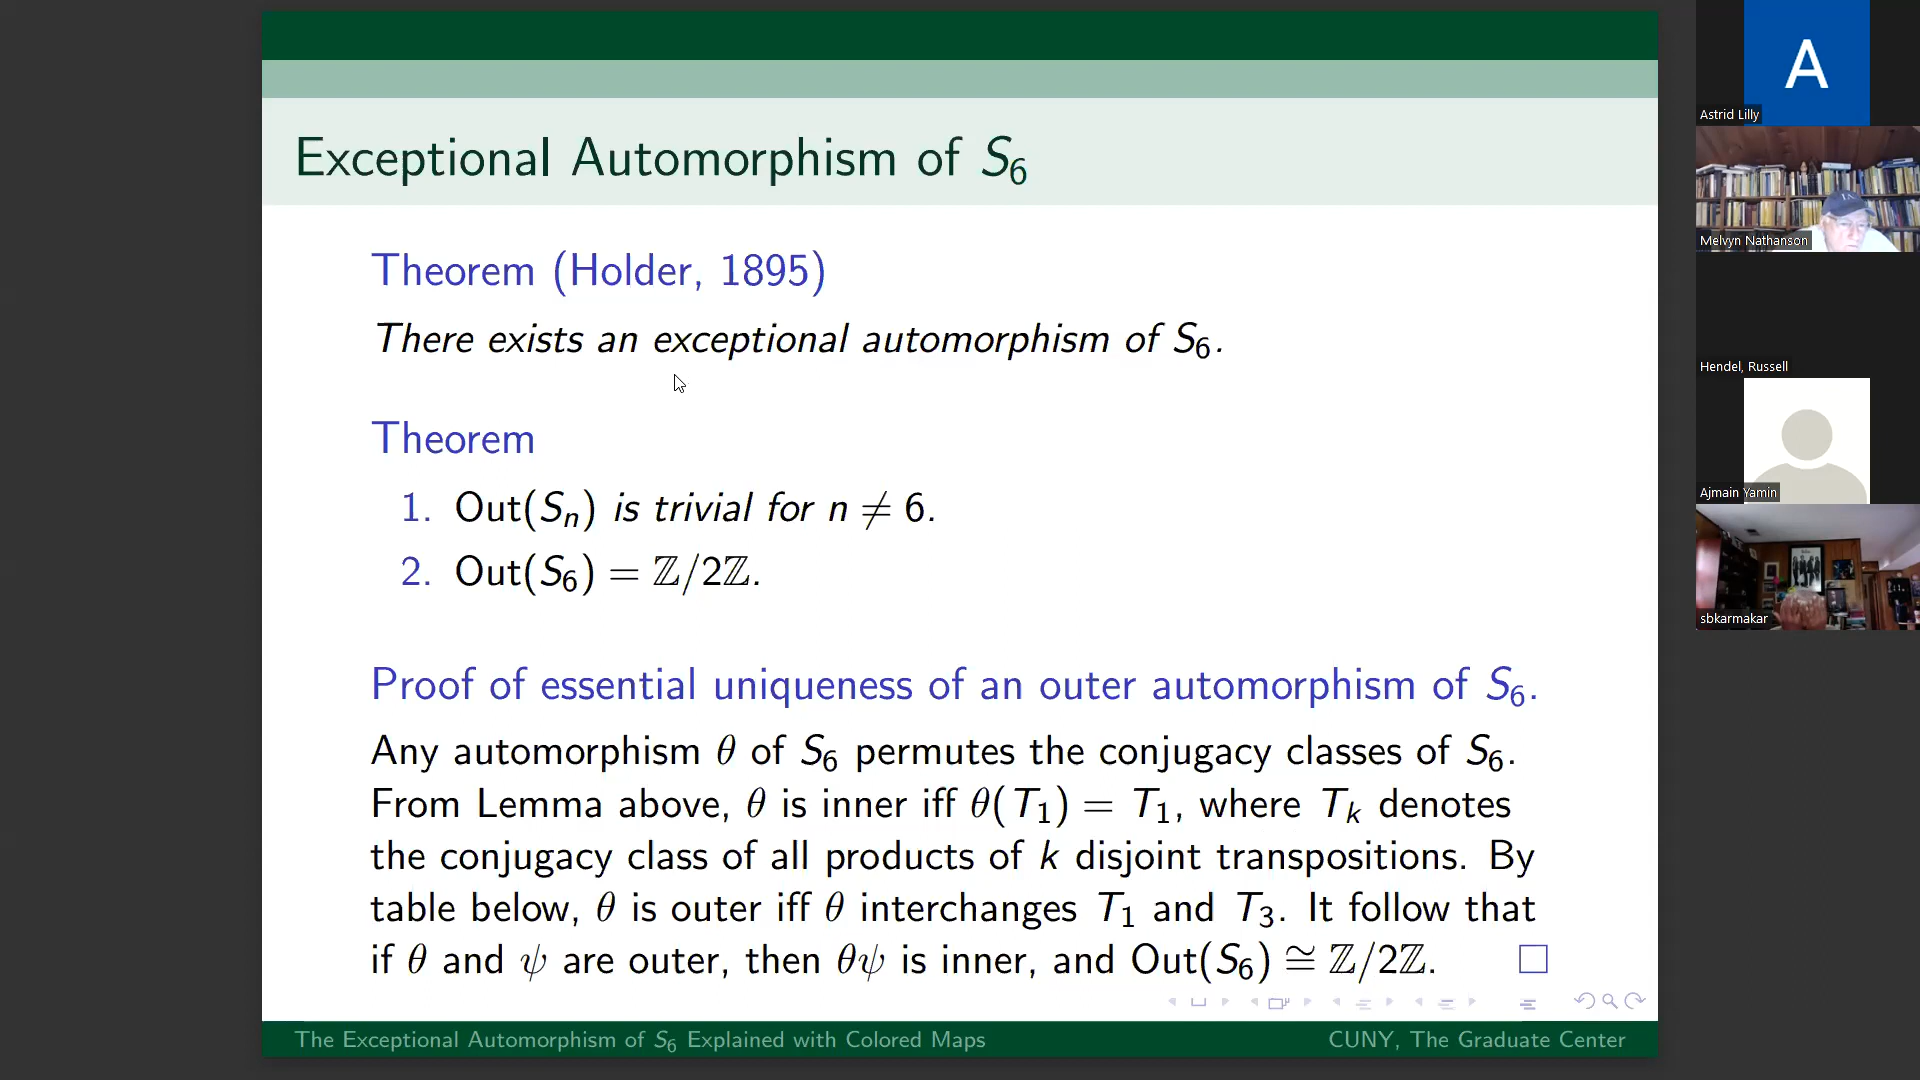 Exceptional Automorphism of S₆
Theorem (Holder, 1895)
There exists an exceptional automorphism of S₆.
Theorem
1. Out(Sₙ) is trivial for n ≠ 6.
2. Out(S₆) = ℤ/2ℤ.
Proof of essential uniqueness of an outer automorphism of S₆.
Any automorphism θ of S₆ permutes the conjugacy classes of S₆.
From Lemma above, θ is inner iff θ(T₁) = T₁, where Tₖ denotes
the conjugacy class of all products of k disjoint transpositions. By
table below, θ is outer iff θ interchanges T₁ and T₃. It follow that
if θ and ψ are outer, then θψ is inner, and Out(S₆) ≅ ℤ/2ℤ. □
The Exceptional Automorphism of S₆ Explained with Colored Maps
CUNY, The Graduate Center
A
Astrid Lilly
Melvyn Nathanson
Hendel, Russell
Ajmain Yamin
sbkarmakar